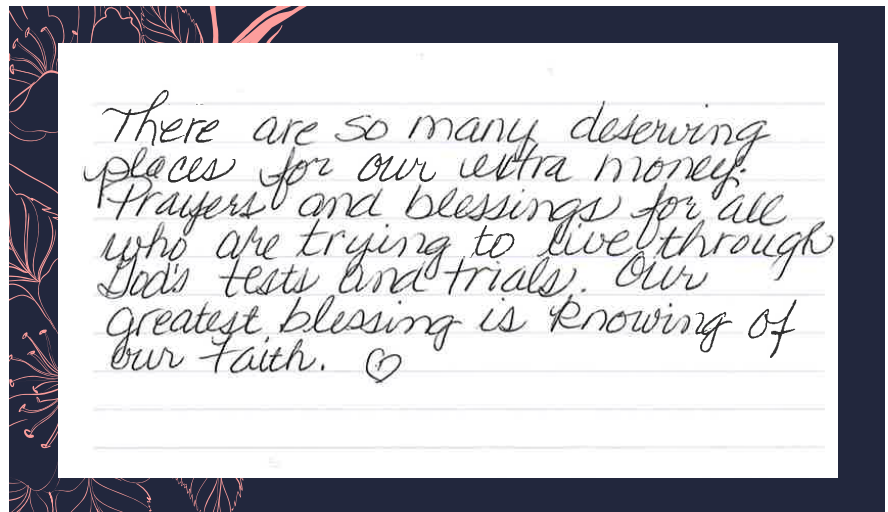 There are so many deserving
places for our extra money.
Prayers and blessings for all
who are trying to live through
God's tests and trials. Our
greatest blessing is knowing of
our faith. ♡